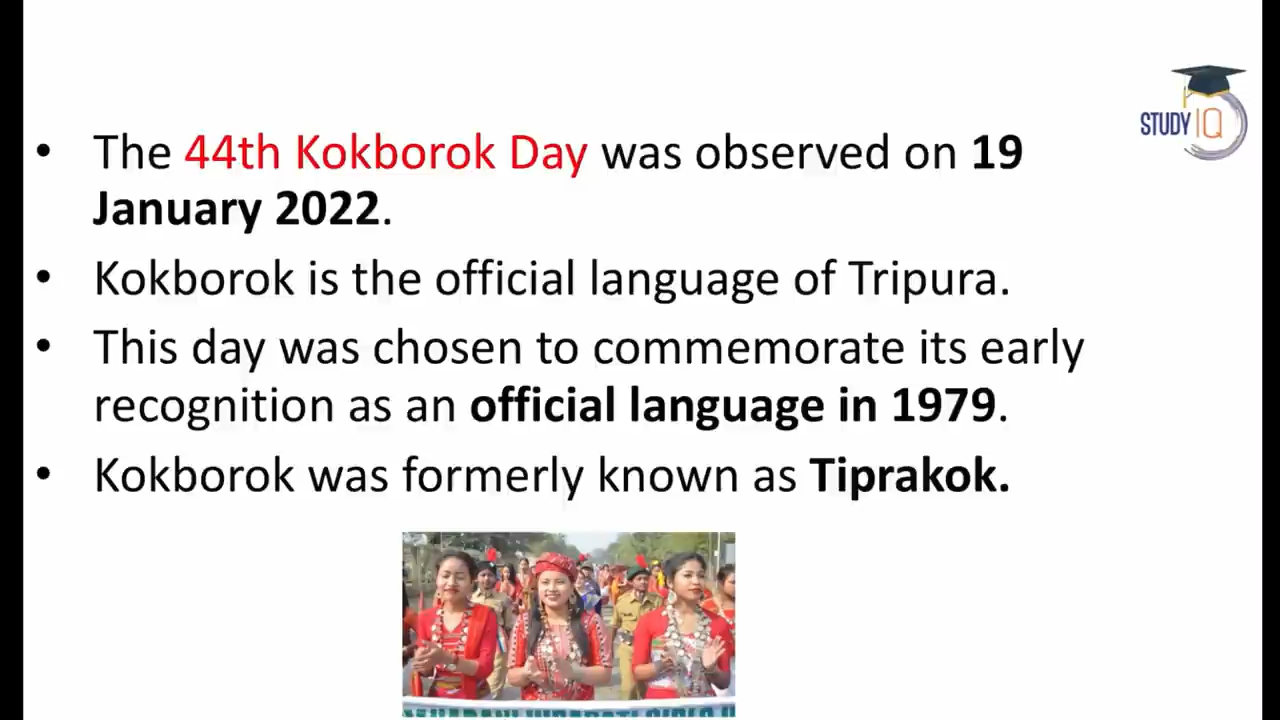 STUDY IQ
• The 44th Kokborok Day was observed on 19
January 2022.
• Kokborok is the official language of Tripura.
• This day was chosen to commemorate its early
recognition as an official language in 1979.
• Kokborok was formerly known as Tiprakok.